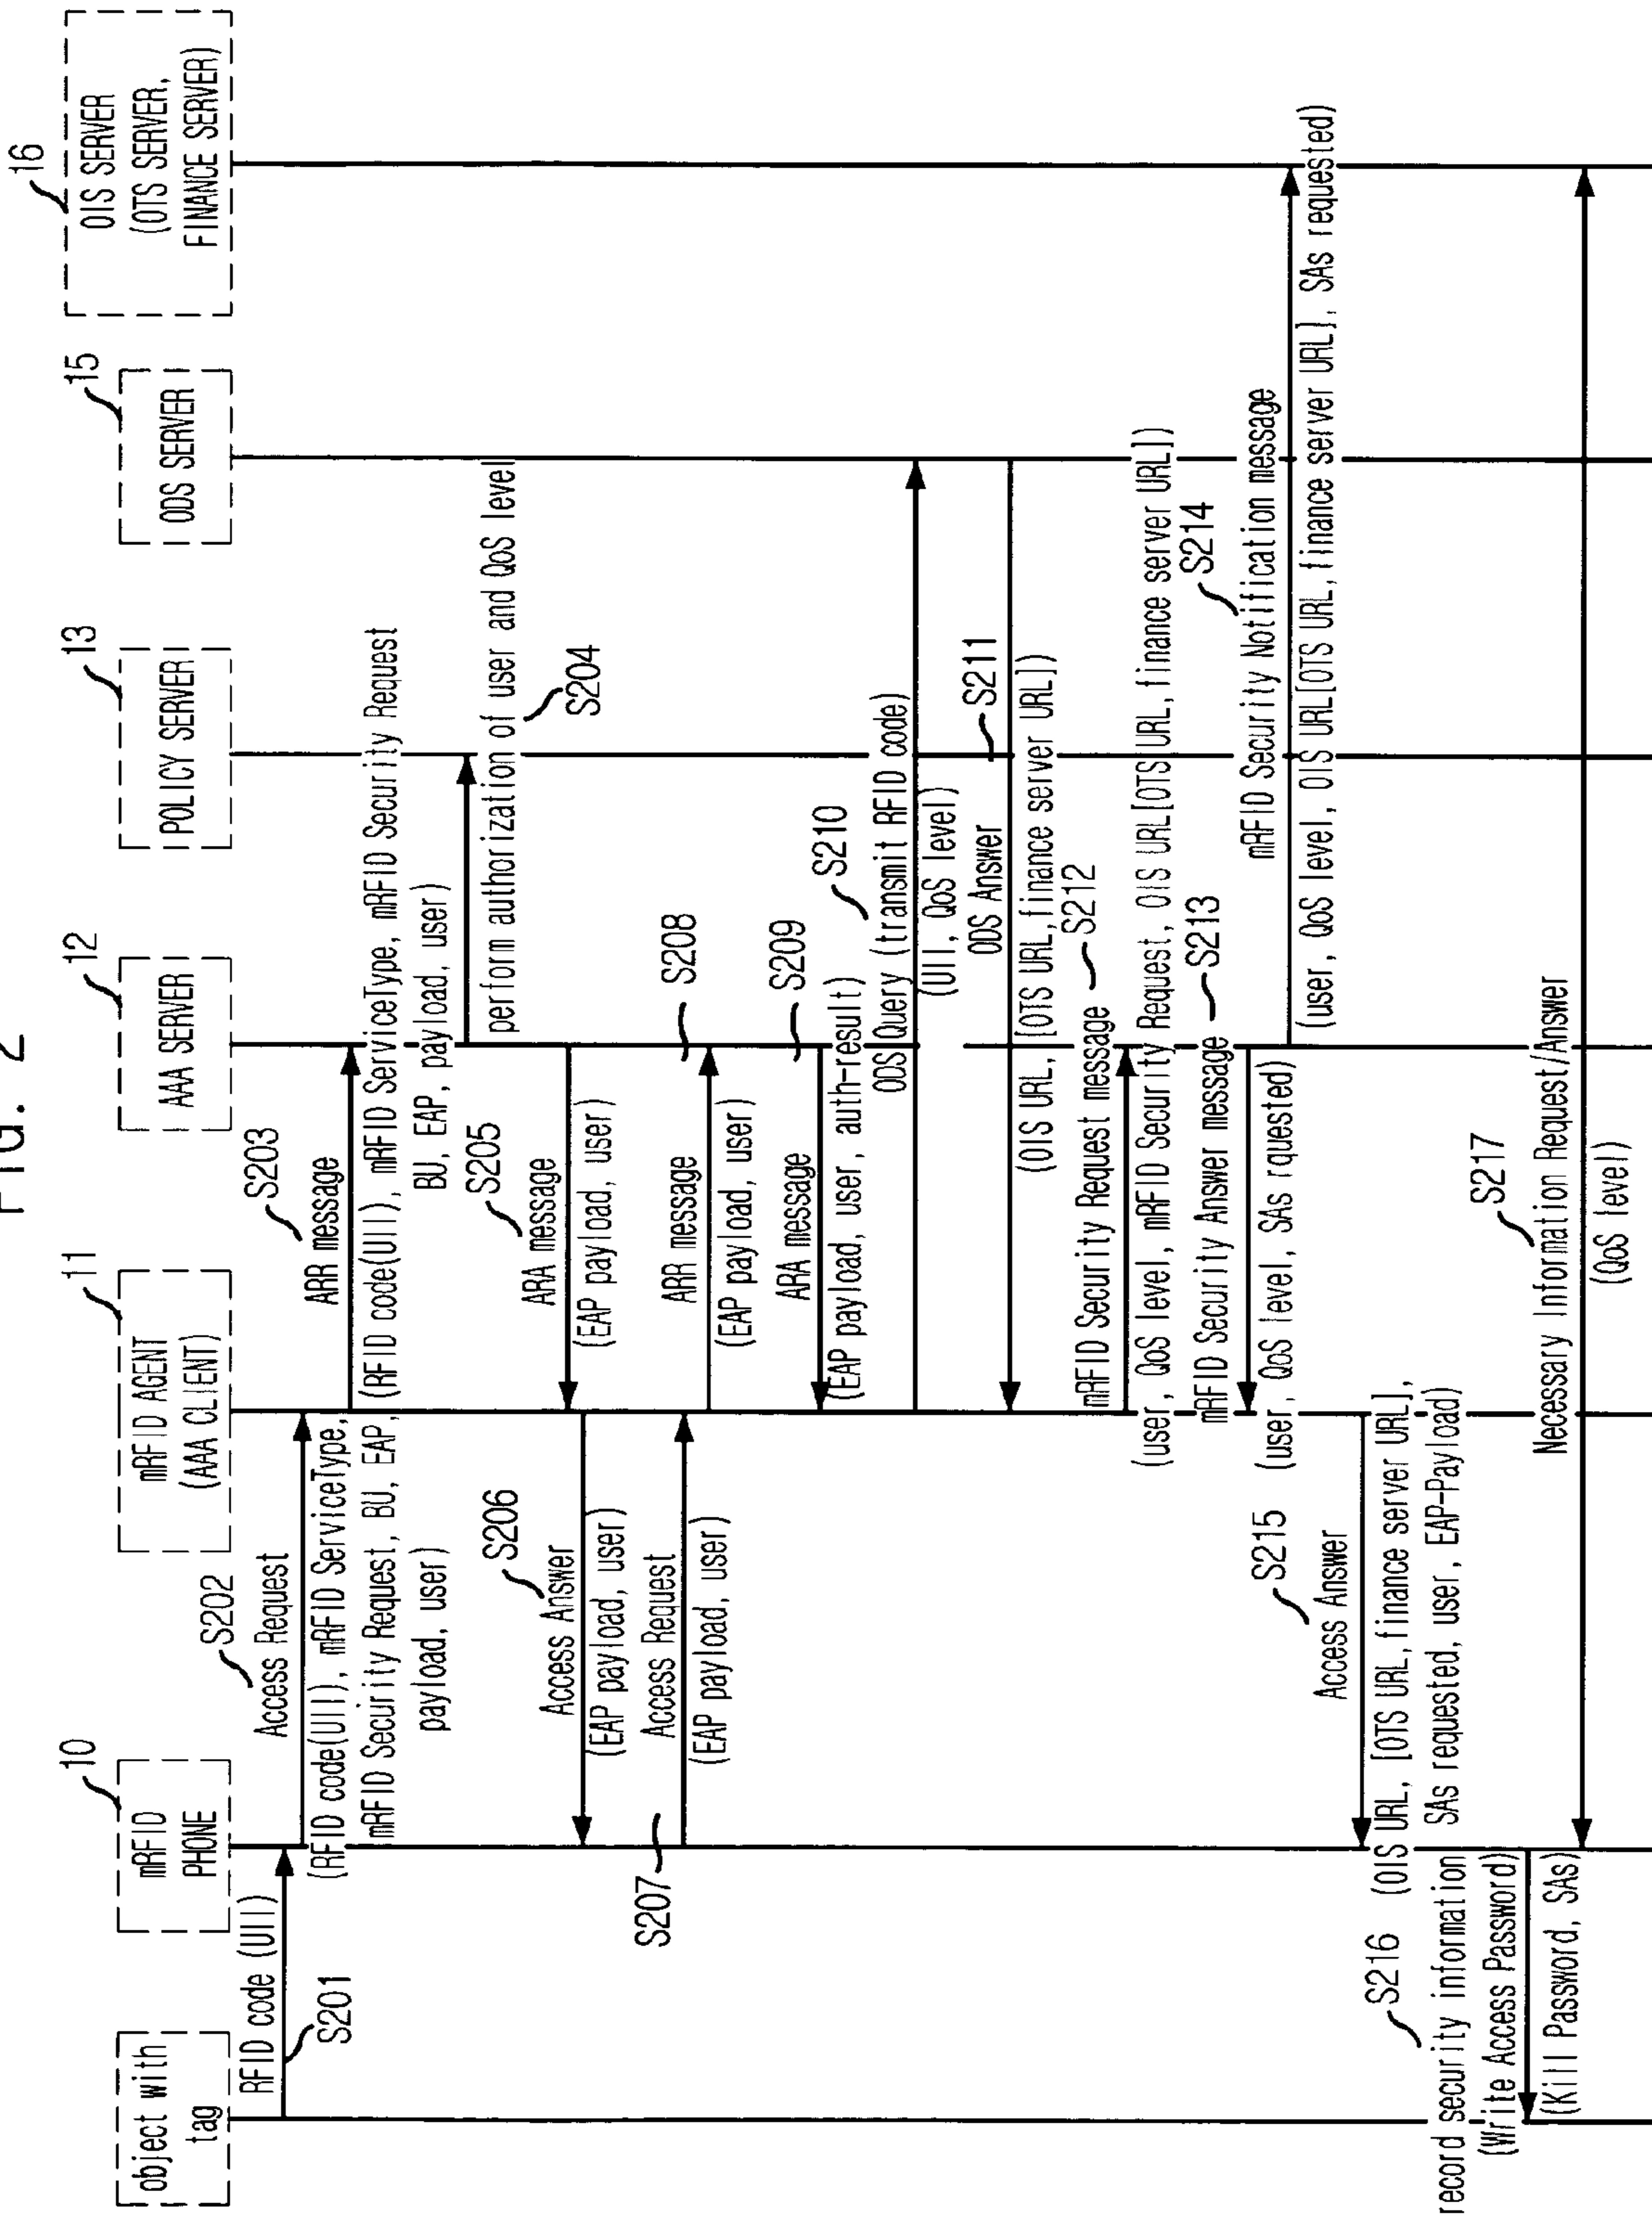 FIG. 2
object with
tag
10
mRFID
PHONE
11
mRFID AGENT
(AAA CLIENT)
12
AAA SERVER
13
POLICY SERVER
15
ODS SERVER
16
OIS SERVER
(OTS SERVER,
FINANCE SERVER)
RFID code (UII)
S201
S202
Access Request
(RFID code(UII), mRFID ServiceType,
mRFID Security Request, BU, EAP,
payload, user)
S203
ARR message
(RFID code(UII), mRFID ServiceType, mRFID Security Request
BU, EAP, payload, user)
perform authorization of user and QoS level
S204
S205
ARA message
(EAP payload, user)
S206
Access Answer
(EAP payload, user)
S207
Access Request
(EAP payload, user)
S208
ARR message
(EAP payload, user)
S209
ARA message
(EAP payload, user, auth-result)
S210
ODS Query (transmit RFID code)
(UII, QoS level)
S211
ODS Answer
(OIS URL, [OTS URL,finance server URL])
mRFID Security Request message
S212
(user, QoS level, mRFID Security Request, OIS URL[OTS URL,finance server URL])
mRFID Security Answer message
S213
(user, QoS level, SAs rquested)
S214
mRFID Security Notification message
(user, QoS level, OIS URL[OTS URL,finance server URL], SAs requested)
S215
Access Answer
(OIS URL, [OTS URL,finance server URL],
SAs requested, user, EAP-Payload)
S216
record security information
(Write Access Password)
(Kill Password, SAs)
S217
Necessary Information Request/Answer
(QoS level)